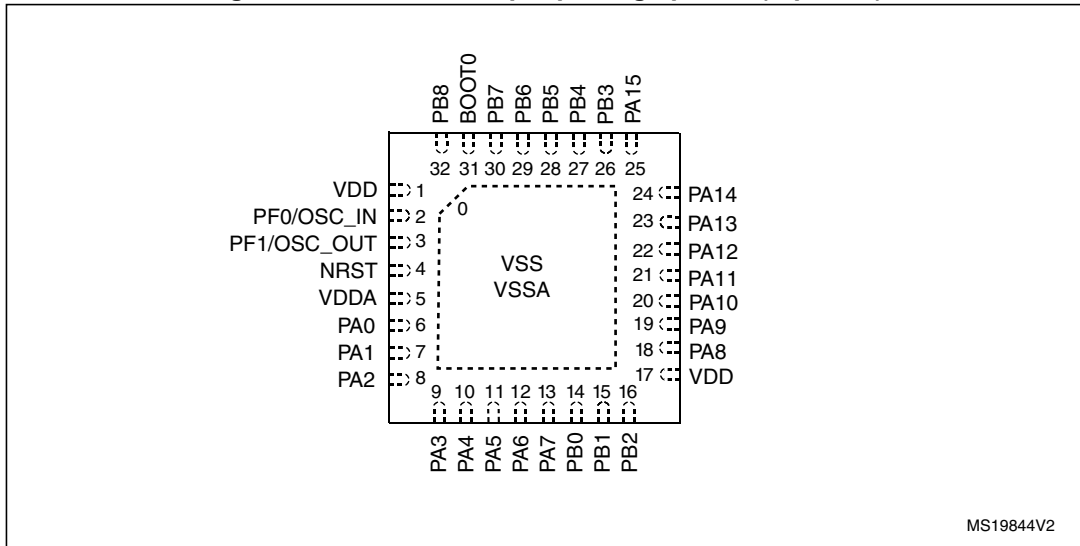 PB8
BOOT0
PB7
PB6
PB5
PB4
PB3
PA15
32 31 30 29 28 27 26 25
VDD 1
PF0/OSC_IN 2
PF1/OSC_OUT 3
NRST 4
VDDA 5
PA0 6
PA1 7
PA2 8
0
VSS
VSSA
24 PA14
23 PA13
22 PA12
21 PA11
20 PA10
19 PA9
18 PA8
17 VDD
9 10 11 12 13 14 15 16
PA3
PA4
PA5
PA6
PA7
PB0
PB1
PB2
MS19844V2